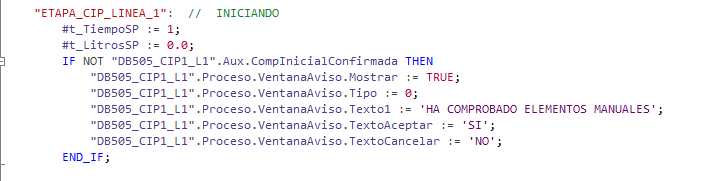 "ETAPA_CIP_LINEA_1":  //  INICIANDO
#t_TiempoSP := 1;
#t_LitrosSP := 0.0;
IF NOT "DB505_CIP1_L1".Aux.CompInicialConfirmada THEN
"DB505_CIP1_L1".Proceso.VentanaAviso.Mostrar := TRUE;
"DB505_CIP1_L1".Proceso.VentanaAviso.Tipo := 0;
"DB505_CIP1_L1".Proceso.VentanaAviso.Texto1 := 'HA COMPROBADO ELEMENTOS MANUALES';
"DB505_CIP1_L1".Proceso.VentanaAviso.TextoAceptar := 'SI';
"DB505_CIP1_L1".Proceso.VentanaAviso.TextoCancelar := 'NO';
END_IF;